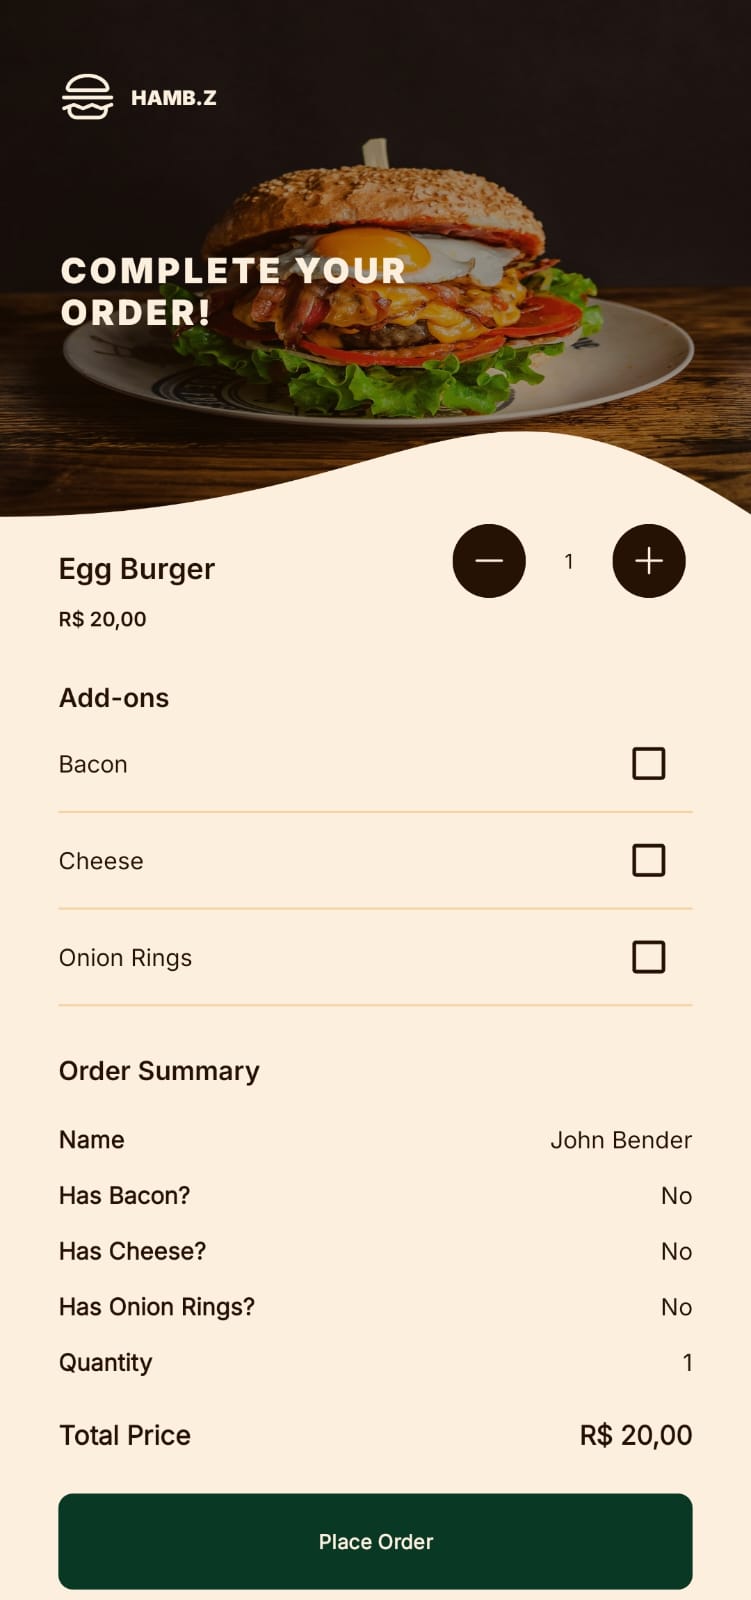 HAMB.Z
COMPLETE YOUR
ORDER!
Egg Burger
1
R$ 20,00
Add-ons
Bacon
Cheese
Onion Rings
Order Summary
Name John Bender
Has Bacon? No
Has Cheese? No
Has Onion Rings? No
Quantity 1
Total Price R$ 20,00
Place Order